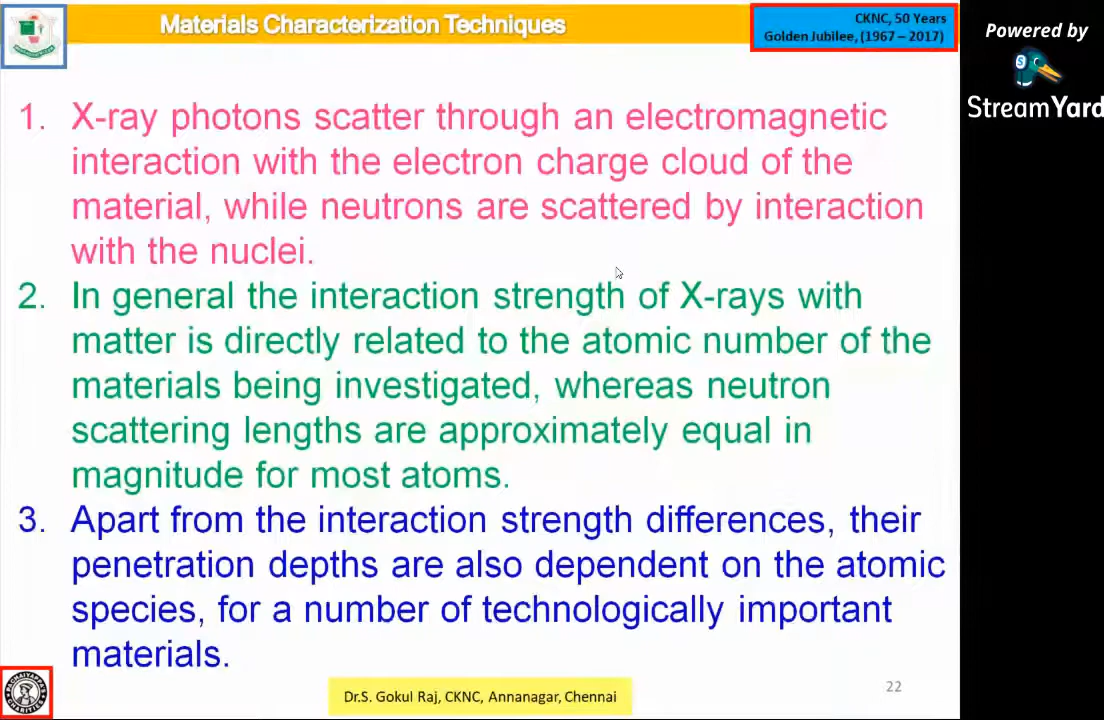 Materials Characterization Techniques
CKNC, 50 Years
Golden Jubilee, (1967 – 2017)
Powered by
StreamYard
1. X-ray photons scatter through an electromagnetic
interaction with the electron charge cloud of the
material, while neutrons are scattered by interaction
with the nuclei.
2. In general the interaction strength of X-rays with
matter is directly related to the atomic number of the
materials being investigated, whereas neutron
scattering lengths are approximately equal in
magnitude for most atoms.
3. Apart from the interaction strength differences, their
penetration depths are also dependent on the atomic
species, for a number of technologically important
materials.
Dr.S. Gokul Raj, CKNC, Annanagar, Chennai
22